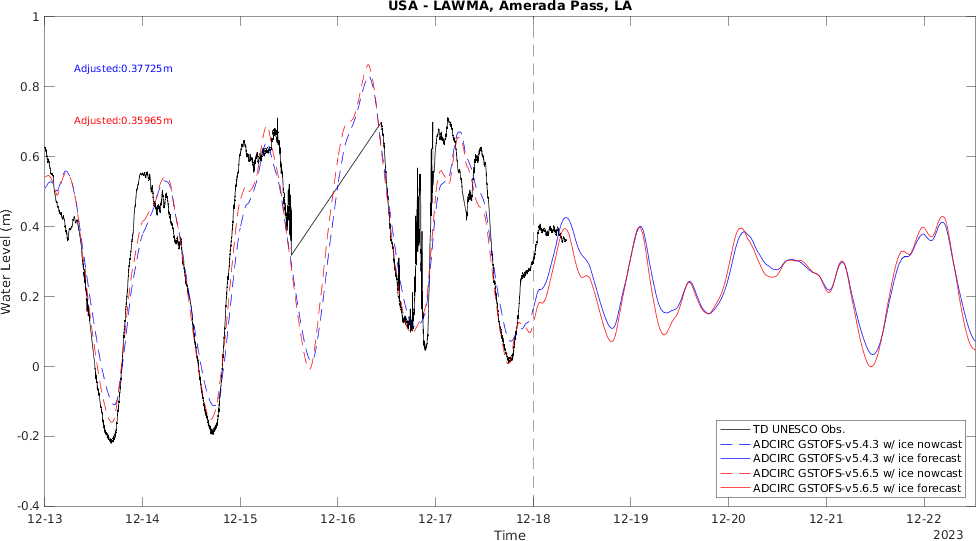 USA - LAWMA, Amerada Pass, LA
Adjusted:0.37725m
Adjusted:0.35965m
Water Level (m)
1
0.8
0.6
0.4
0.2
0
-0.2
-0.4
TD UNESCO Obs.
ADCIRC GSTOFS-v5.4.3 w/ ice nowcast
ADCIRC GSTOFS-v5.4.3 w/ ice forecast
ADCIRC GSTOFS-v5.6.5 w/ ice nowcast
ADCIRC GSTOFS-v5.6.5 w/ ice forecast
12-13 12-14 12-15 12-16 12-17 12-18 12-19 12-20 12-21 12-22
Time
2023